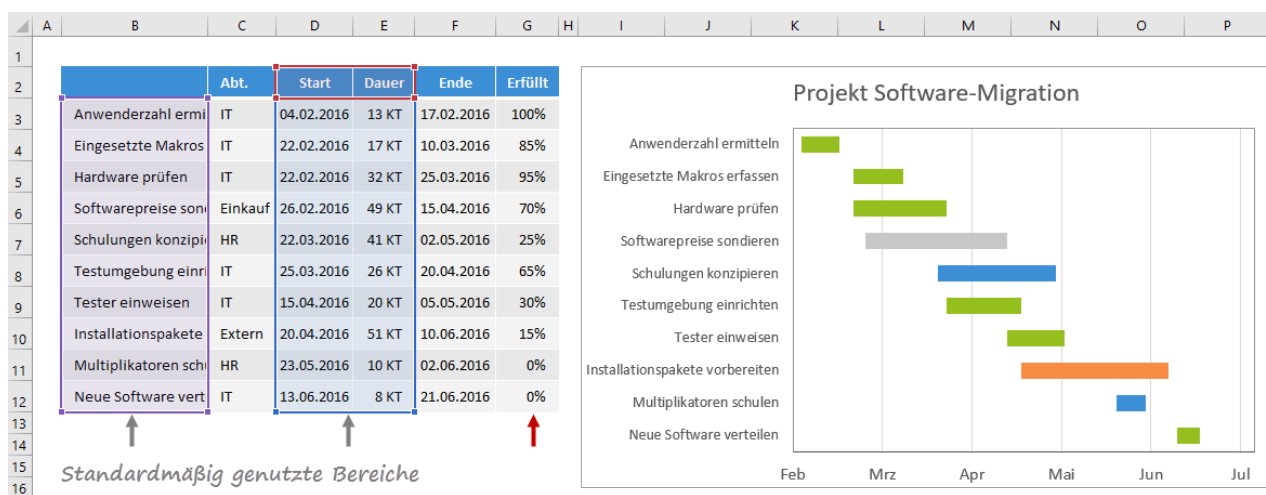 A B C D E F G H I J K L M N O P
1
2 Abt. Start Dauer Ende Erfüllt
3 Anwenderzahl ermi IT 04.02.2016 13 KT 17.02.2016 100%
4 Eingesetzte Makros IT 22.02.2016 17 KT 10.03.2016 85%
5 Hardware prüfen IT 22.02.2016 32 KT 25.03.2016 95%
6 Softwarepreise son Einkauf 26.02.2016 49 KT 15.04.2016 70%
7 Schulungen konzipi HR 22.03.2016 41 KT 02.05.2016 25%
8 Testumgebung einri IT 25.03.2016 26 KT 20.04.2016 65%
9 Tester einweisen IT 15.04.2016 20 KT 05.05.2016 30%
10 Installationspakete Extern 20.04.2016 51 KT 10.06.2016 15%
11 Multiplikatoren sch HR 23.05.2016 10 KT 02.06.2016 0%
12 Neue Software vert IT 13.06.2016 8 KT 21.06.2016 0%
13
14
15 Standardmäßig genutzte Bereiche
16
Projekt Software-Migration
Anwenderzahl ermitteln
Eingesetzte Makros erfassen
Hardware prüfen
Softwarepreise sondieren
Schulungen konzipieren
Testumgebung einrichten
Tester einweisen
Installationspakete vorbereiten
Multiplikatoren schulen
Neue Software verteilen
Feb Mrz Apr Mai Jun Jul